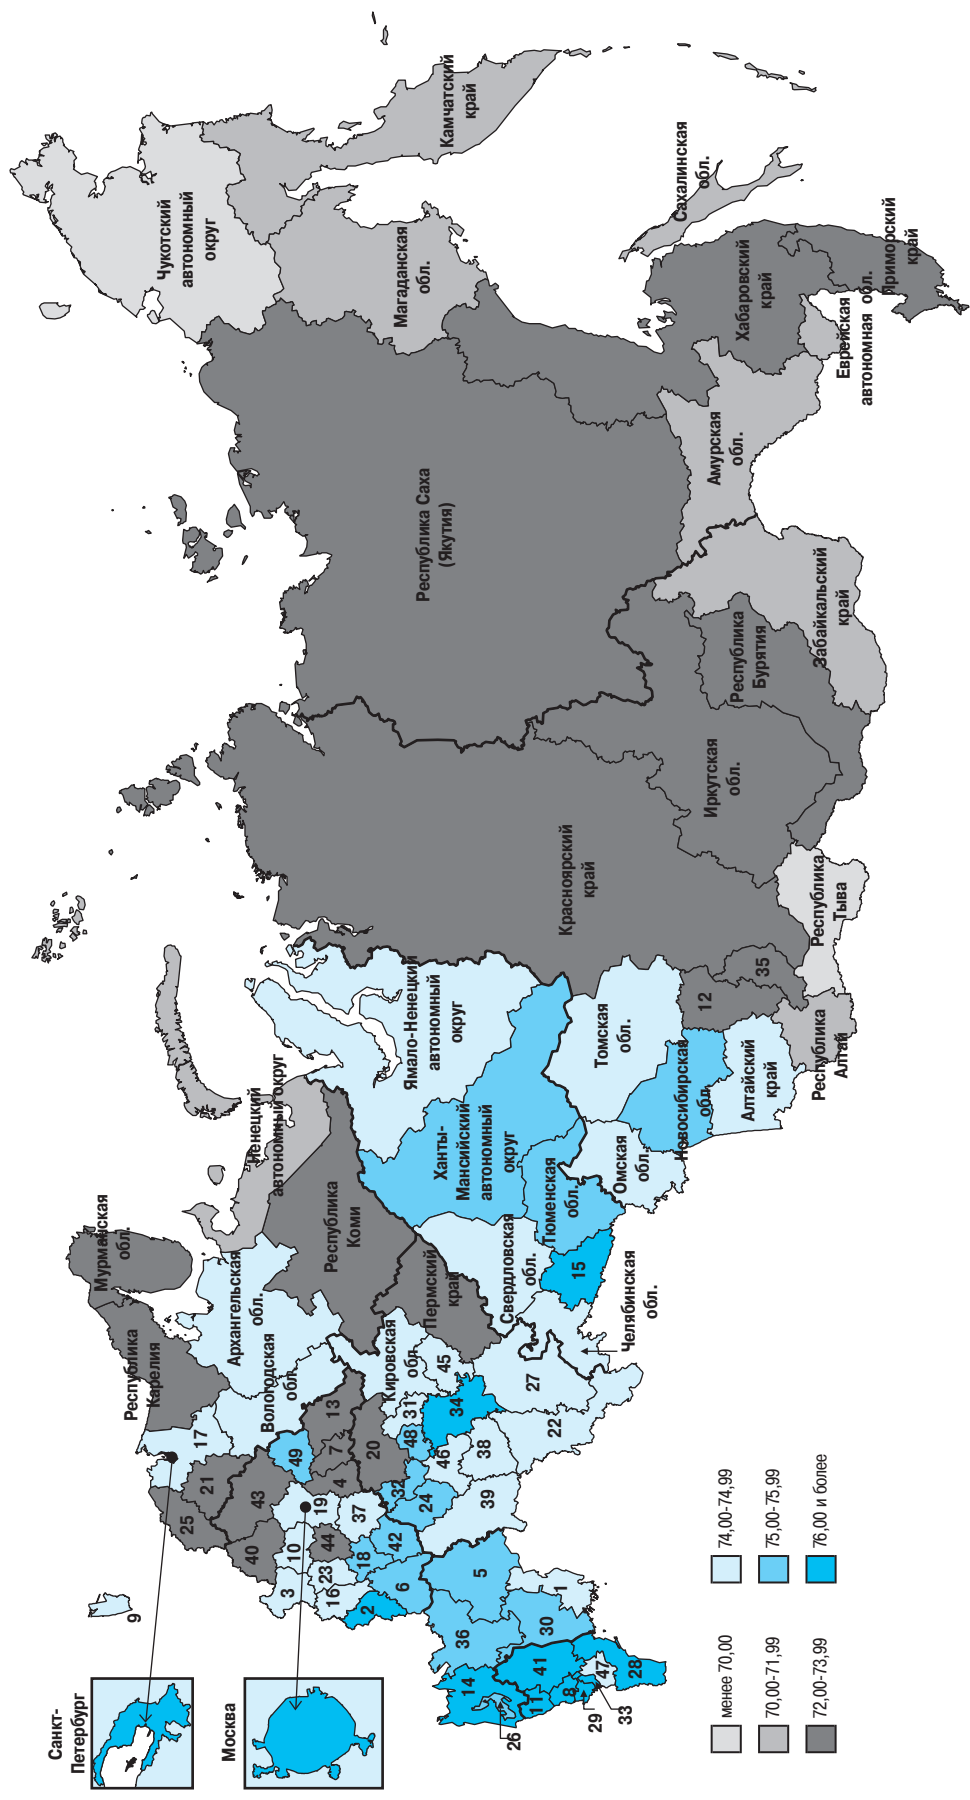 Санкт-
Петербург
Москва
Мурманская
обл.
Республика
Карелия
Архангельская
обл.
Вологодская
обл.
Ненецкий
автономный округ
Республика
Коми
Кировская
обл.
Пермский
край
Свердловская
обл.
Челябинская
обл.
Ямало-Ненецкий
автономный
округ
Ханты-
Мансийский
автономный
округ
Тюменская
обл.
Омская
обл.
Томская
обл.
Новосибирская
обл.
Алтайский
край
Республика
Алтай
Республика
Тыва
Красноярский
край
Иркутская
обл.
Республика
Бурятия
Забайкальский
край
Республика Саха
(Якутия)
Амурская
обл.
Еврейская
автономная обл.
Хабаровский
край
Приморский
край
Сахалинская
обл.
Магаданская
обл.
Камчатский
край
Чукотский
автономный
округ
9
17
21
25
43
40
49
13
7
4
20
19
37
10
44
23
3
16
18
42
6
2
32
24
48
31
45
34
46
38
39
27
22
15
12
35
5
36
30
1
14
41
26
11
8
29
33
47
28
менее 70,00
70,00-71,99
72,00-73,99
74,00-74,99
75,00-75,99
76,00 и более